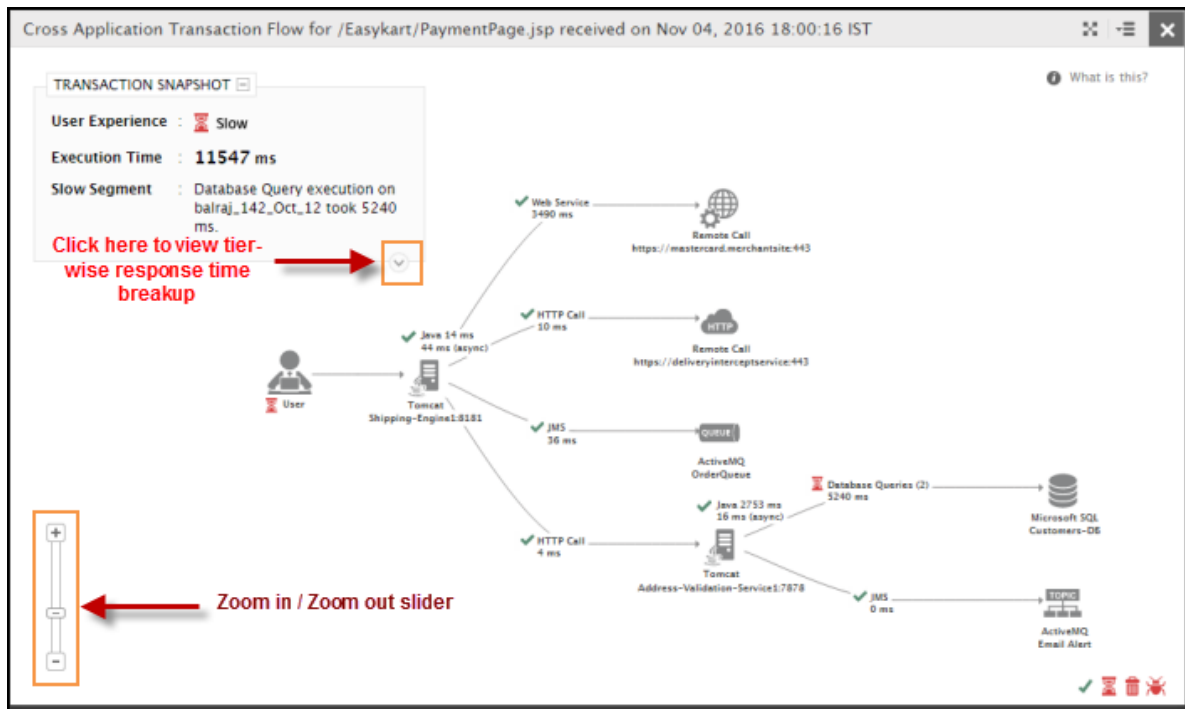 Cross Application Transaction Flow for /Easykart/PaymentPage.jsp received on Nov 04, 2016 18:00:16 IST
What is this?
TRANSACTION SNAPSHOT
User Experience : Slow
Execution Time : 11547 ms
Slow Segment : Database Query execution on
balraj_142_Oct_12 took 5240
ms.
Click here to view tier-
wise response time
breakup
Web Service
3490 ms
Remote Call
https://mastercard.merchantsite:443
HTTP Call
10 ms
HTTP
Remote Call
https://deliveryinterceptservice:443
Java 14 ms
44 ms (async)
User
Tomcat
Shipping-Engine1:8181
JMS
36 ms
QUEUE
ActiveMQ
OrderQueue
Database Queries (2)
5240 ms
Microsoft SQL
Customers-DB
Java 2753 ms
16 ms (async)
HTTP Call
4 ms
Tomcat
Address-Validation-Service1:7878
JMS
0 ms
TOPIC
ActiveMQ
Email Alert
Zoom in / Zoom out slider